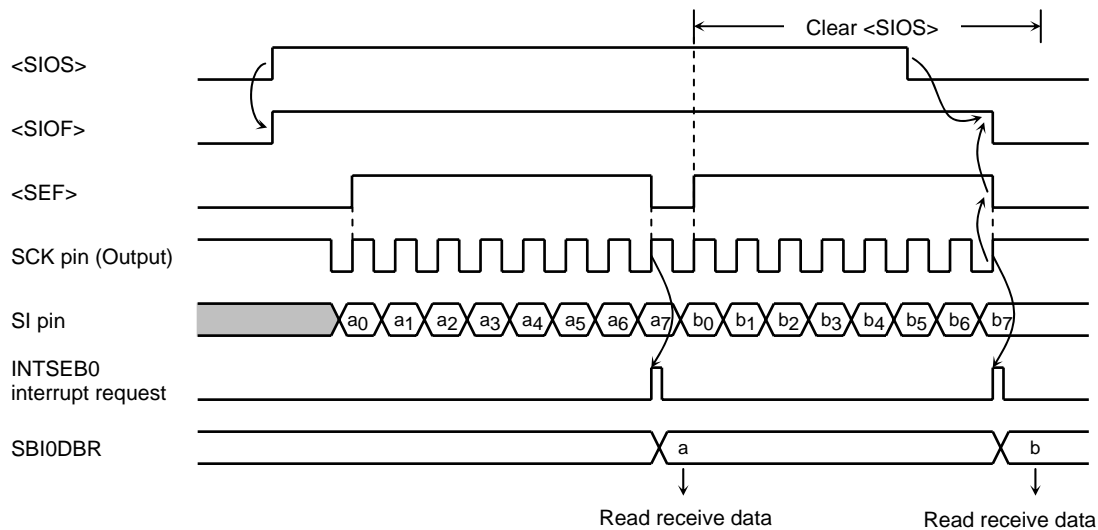 Clear <SIOS>
<SIOS>
<SIOF>
<SEF>
SCK pin (Output)
SI pin
a0 a1 a2 a3 a4 a5 a6 a7 b0 b1 b2 b3 b4 b5 b6 b7
INTSEB0
interrupt request
SBI0DBR
a b
Read receive data Read receive data